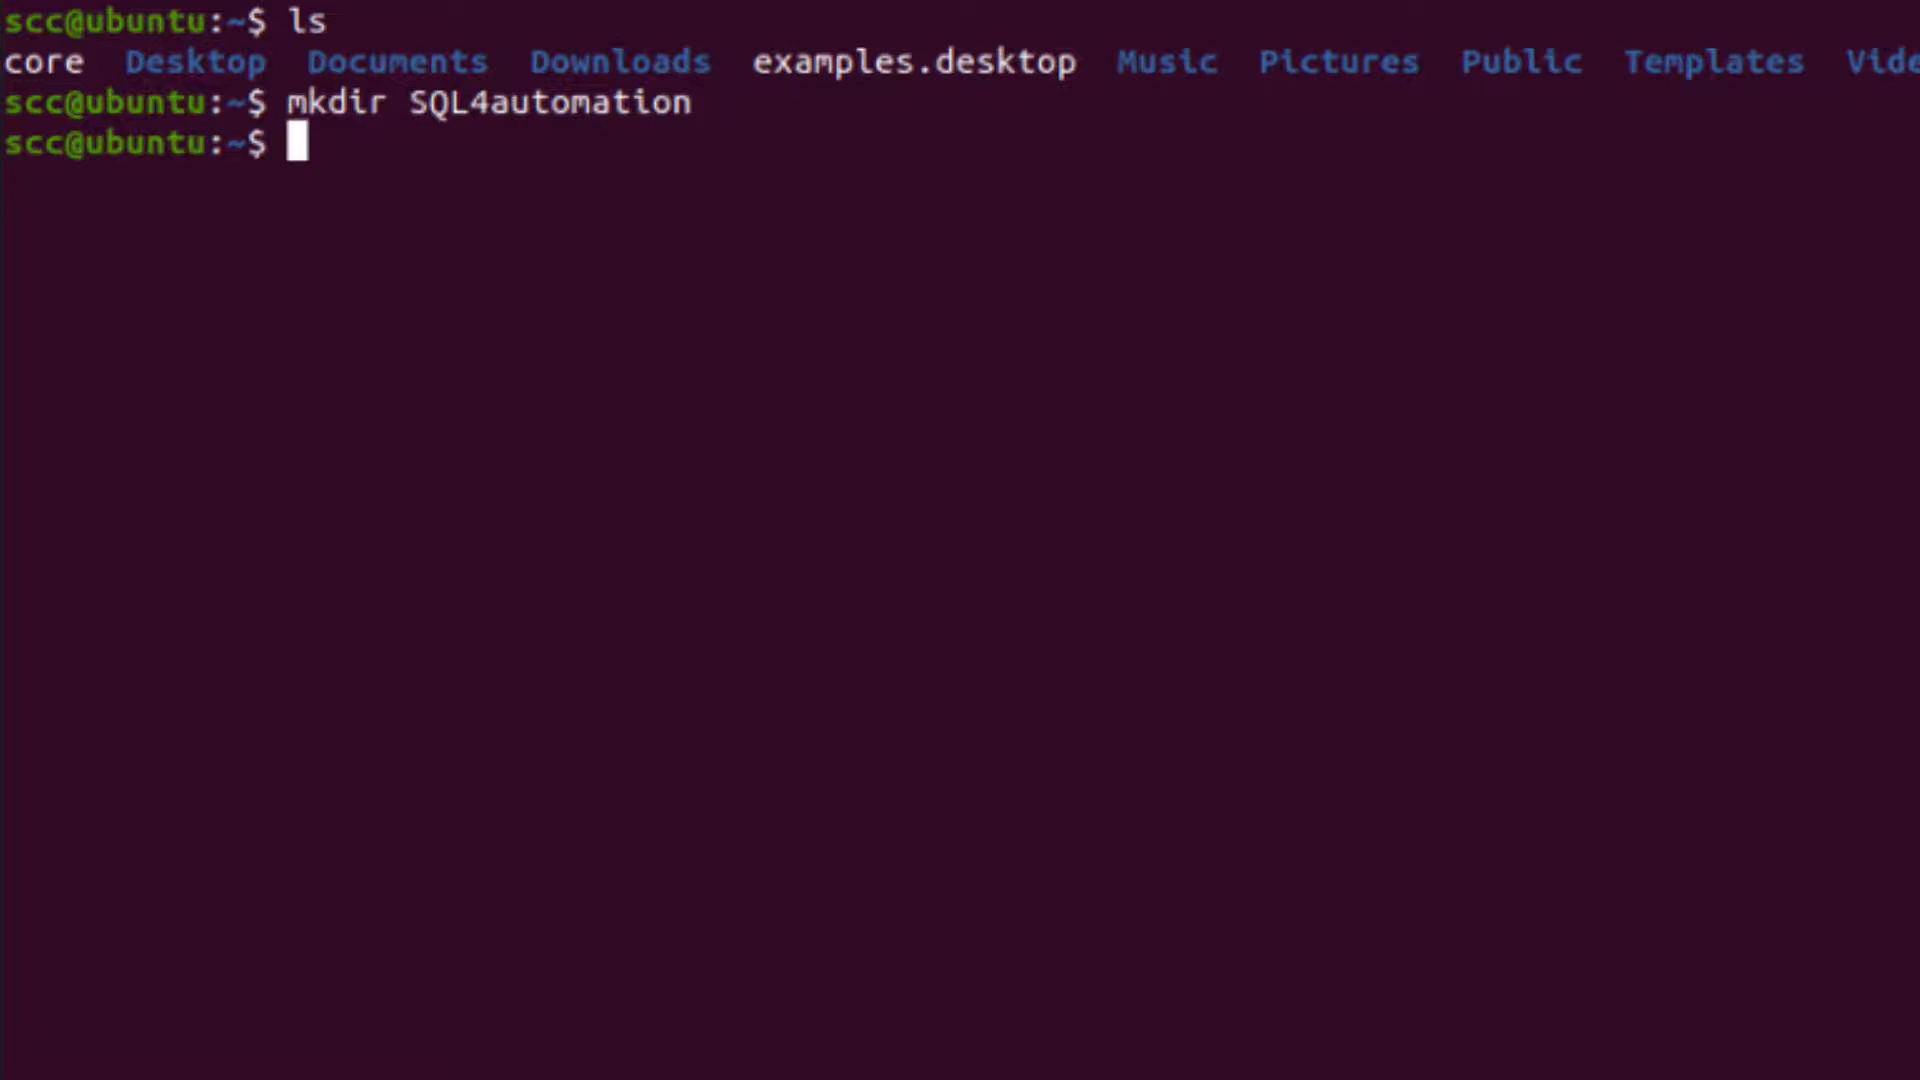 scc@ubuntu:~$ ls
core Desktop Documents Downloads examples.desktop Music Pictures Public Templates Vide
scc@ubuntu:~$ mkdir SQL4automation
scc@ubuntu:~$